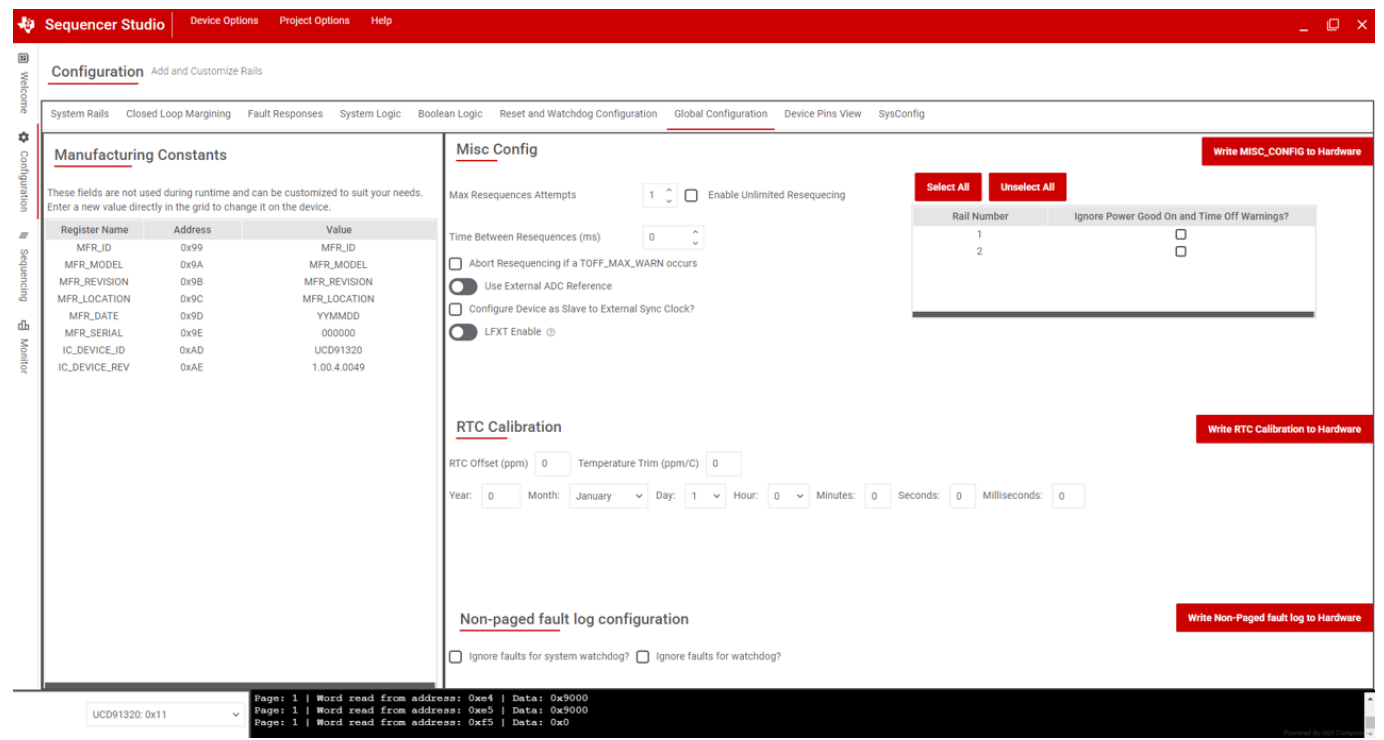 Sequencer Studio Device Options Project Options Help
Welcome
Configuration
Sequencing
Monitor
Configuration Add and Customize Rails
System Rails Closed Loop Margining Fault Responses System Logic Boolean Logic Reset and Watchdog Configuration Global Configuration Device Pins View SysConfig
Manufacturing Constants
These fields are not used during runtime and can be customized to suit your needs.
Enter a new value directly in the grid to change it on the device.
Register Name Address Value
MFR_ID 0x99 MFR_ID
MFR_MODEL 0x9A MFR_MODEL
MFR_REVISION 0x9B MFR_REVISION
MFR_LOCATION 0x9C MFR_LOCATION
MFR_DATE 0x9D YYMMDD
MFR_SERIAL 0x9E 000000
IC_DEVICE_ID 0xAD UCD91320
IC_DEVICE_REV 0xAE 1.00.4.0049
Misc Config
Write MISC_CONFIG to Hardware
Max Resequences Attempts 1 Enable Unlimited Resequecing
Time Between Resequences (ms) 0
Abort Resequencing if a TOFF_MAX_WARN occurs
Use External ADC Reference
Configure Device as Slave to External Sync Clock?
LFXT Enable
Select All Unselect All
Rail Number Ignore Power Good On and Time Off Warnings?
1
2
RTC Calibration
Write RTC Calibration to Hardware
RTC Offset (ppm) 0 Temperature Trim (ppm/C) 0
Year: 0 Month: January Day: 1 Hour: 0 Minutes: 0 Seconds: 0 Milliseconds: 0
Non-paged fault log configuration
Write Non-Paged fault log to Hardware
Ignore faults for system watchdog? Ignore faults for watchdog?
UCD91320: 0x11
Page: 1 | Word read from address: 0xe4 | Data: 0x9000
Page: 1 | Word read from address: 0xe5 | Data: 0x9000
Page: 1 | Word read from address: 0xf5 | Data: 0x0